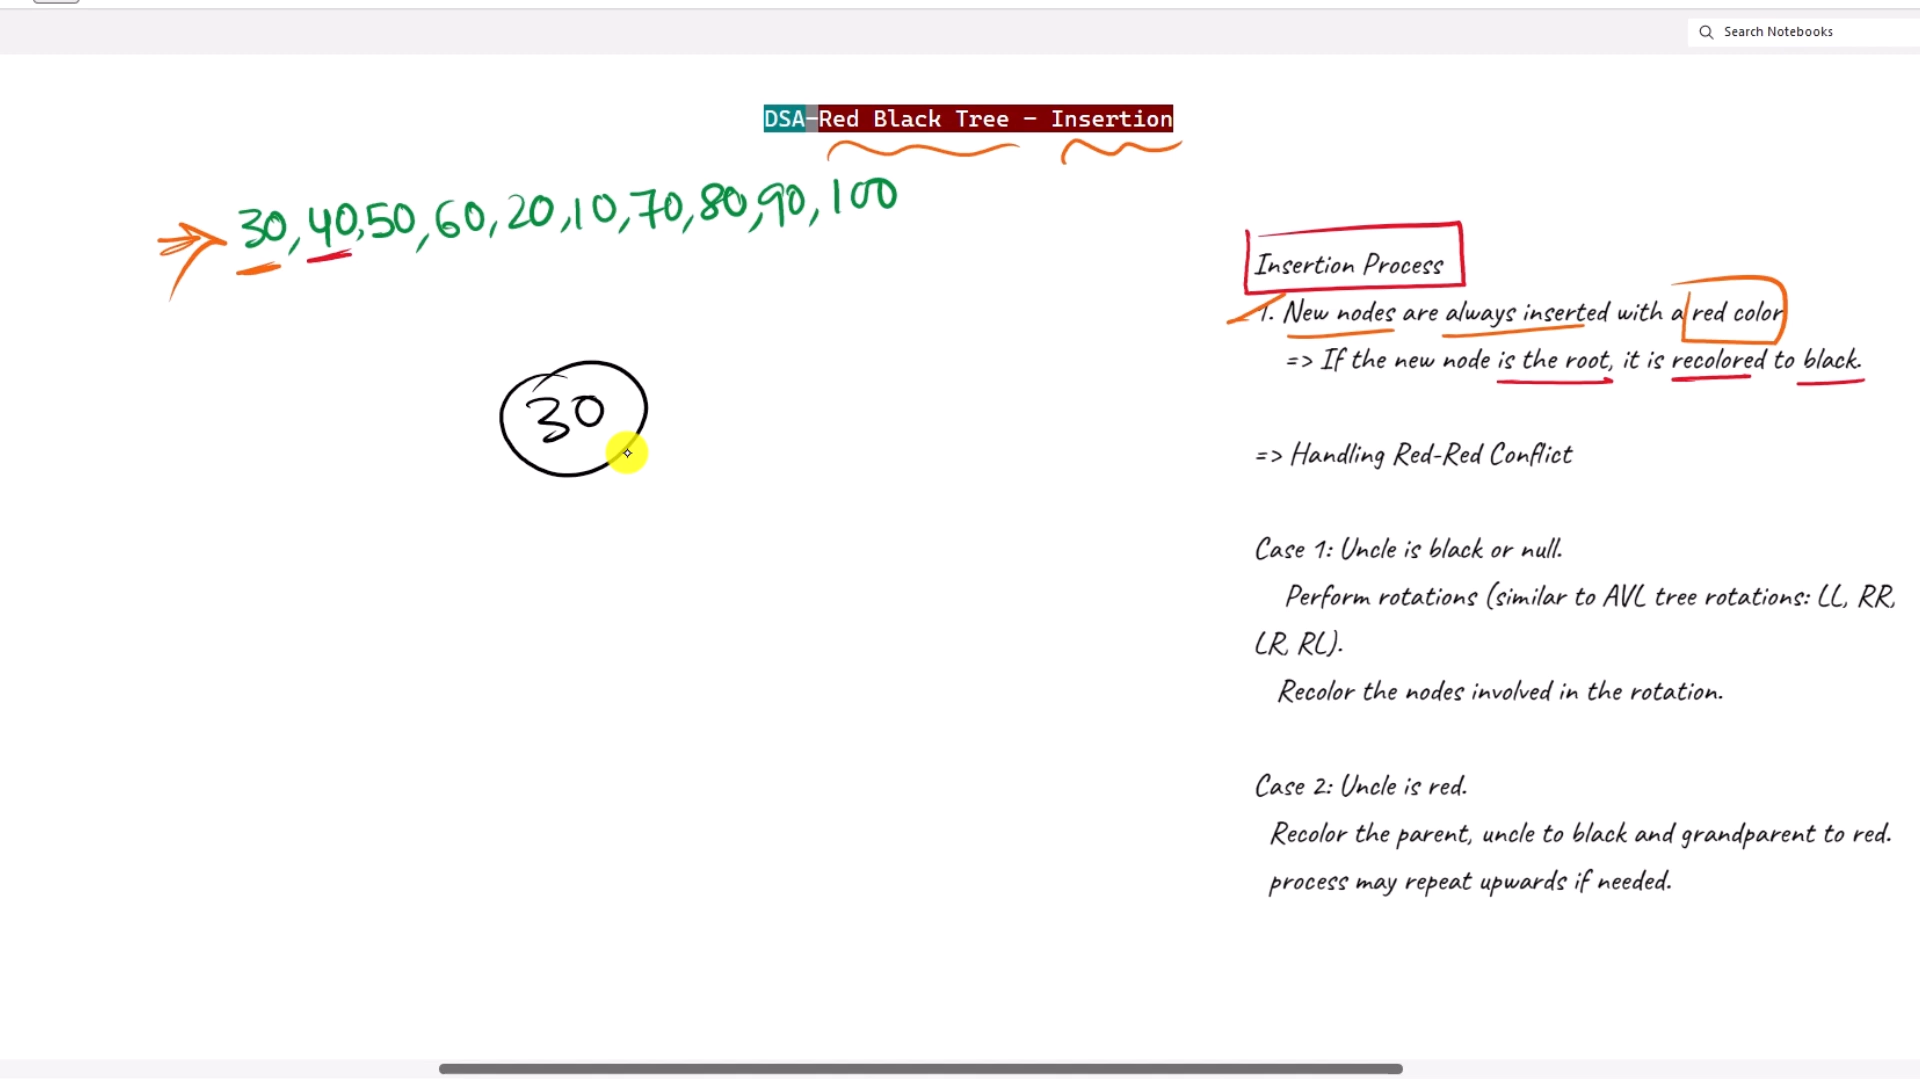 Search Notebooks
DSA-Red Black Tree - Insertion
30, 40, 50, 60, 20, 10, 70, 80, 90, 100
Insertion Process
1. New nodes are always inserted with a red color
=> If the new node is the root, it is recolored to black.
30
=> Handling Red-Red Conflict
Case 1: Uncle is black or null.
Perform rotations (similar to AVL tree rotations: LL, RR,
LR, RL).
Recolor the nodes involved in the rotation.
Case 2: Uncle is red.
Recolor the parent, uncle to black and grandparent to red.
process may repeat upwards if needed.